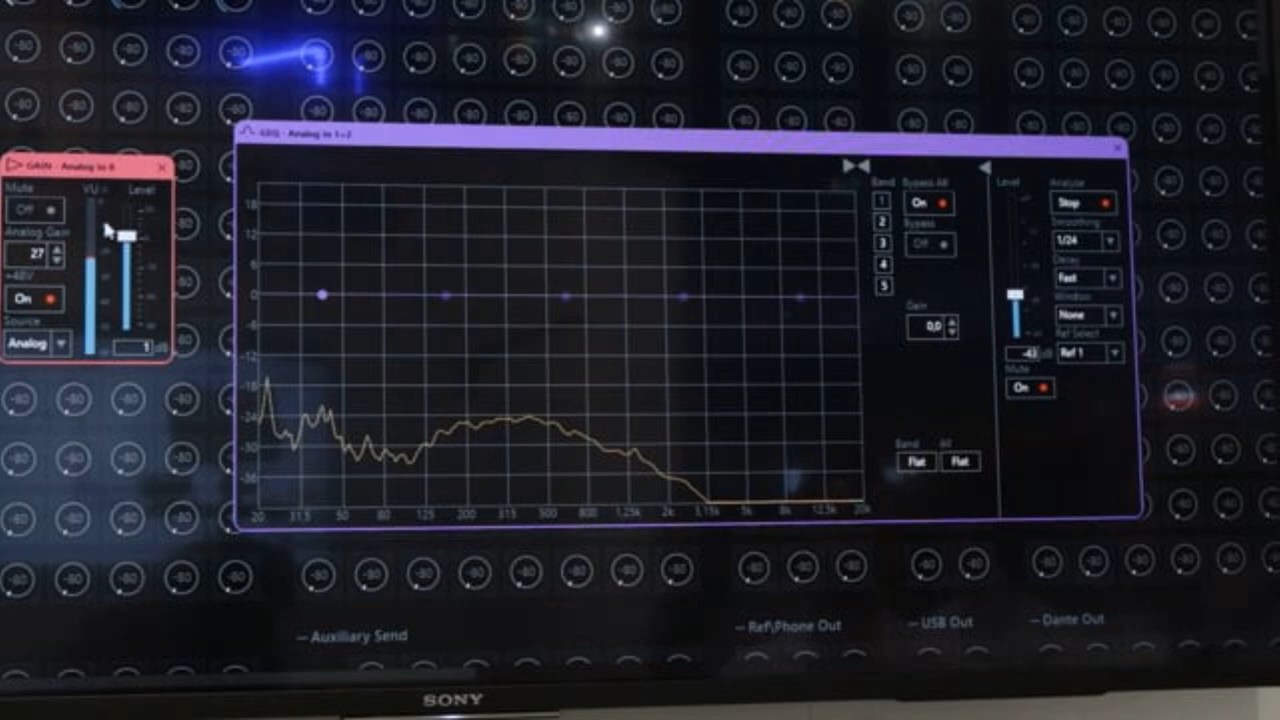 GAIN - Analog In 8
Mute
VU
Level
Off
Analog Gain
27
+48V
On
Source
Analog
1 dB
GEQ - Analog In 1+2
18
12
6
0
-6
-12
-18
-24
-30
-36
20 31,5 50 80 125 200 315 500 800 1,25k 2k 3,15k 5k 8k 12,5k 20k
Band
1
2
3
4
5
Bypass All
On
Bypass
Off
Gain
0,0
Band All
Flat Flat
Level
Mute
On
Analyse
Stop
Smoothing
1/24
Decay
Fast
Window
None
Ref Select
Ref 1
-80
Auxiliary Send
Ref\Phone Out
USB Out
Dante Out
SONY